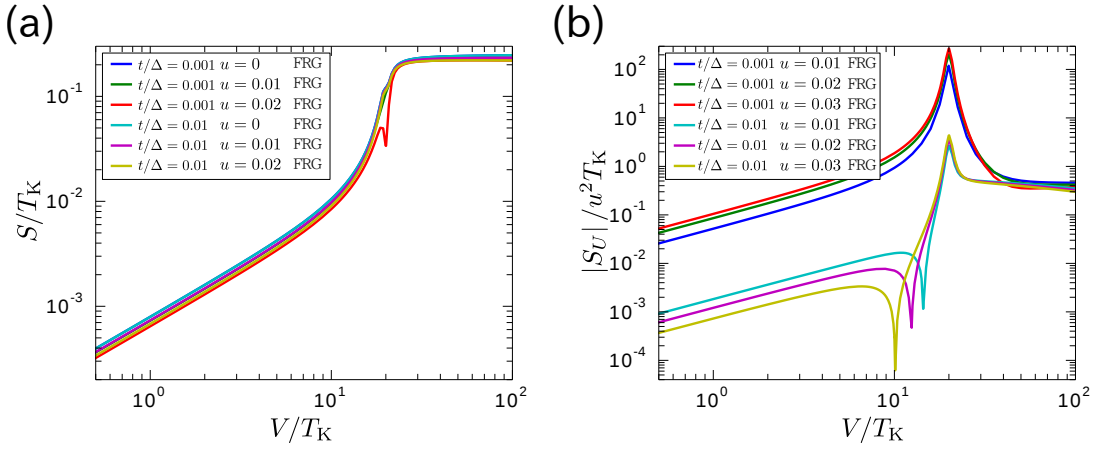 (a)
S/T_K
10^-1
10^-2
10^-3
t/Δ = 0.001 u = 0 FRG
t/Δ = 0.001 u = 0.01 FRG
t/Δ = 0.001 u = 0.02 FRG
t/Δ = 0.01 u = 0 FRG
t/Δ = 0.01 u = 0.01 FRG
t/Δ = 0.01 u = 0.02 FRG
10^0 10^1 10^2
V/T_K
(b)
|S_U|/u^2T_K
10^2
10^1
10^0
10^-1
10^-2
10^-3
10^-4
t/Δ = 0.001 u = 0.01 FRG
t/Δ = 0.001 u = 0.02 FRG
t/Δ = 0.001 u = 0.03 FRG
t/Δ = 0.01 u = 0.01 FRG
t/Δ = 0.01 u = 0.02 FRG
t/Δ = 0.01 u = 0.03 FRG
10^0 10^1 10^2
V/T_K